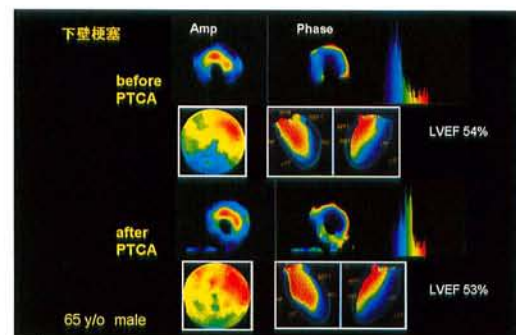 下壁梗塞
Amp
Phase
before
PTCA
LVEF 54%
after
PTCA
LVEF 53%
65 y/o male